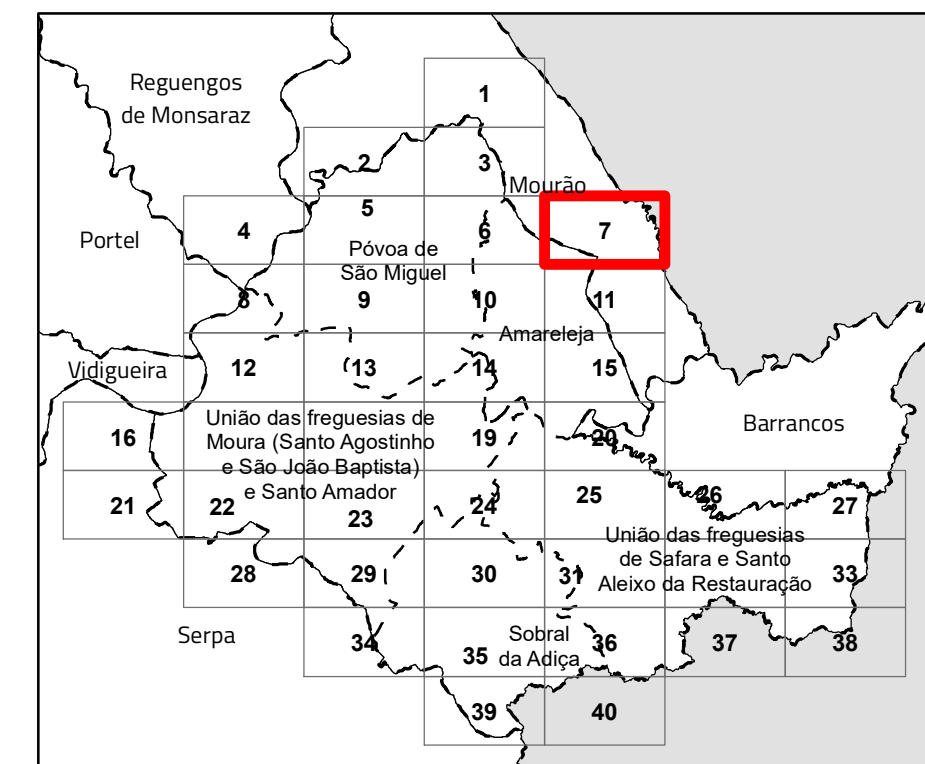 Reguengos
de Monsaraz
1
2
3
Mourão
4
5
6
7
Portel
Póvoa de
São Miguel
8
9
10
11
Amareleja
Vidigueira
12
13
14
15
16
União das freguesias de
Moura (Santo Agostinho
e São João Baptista)
e Santo Amador
19
20
Barrancos
21
22
23
24
25
26
27
União das freguesias
de Safara e Santo
Aleixo da Restauração
28
29
30
31
33
Serpa
34
35
Sobral
da Adiça
36
37
38
39
40